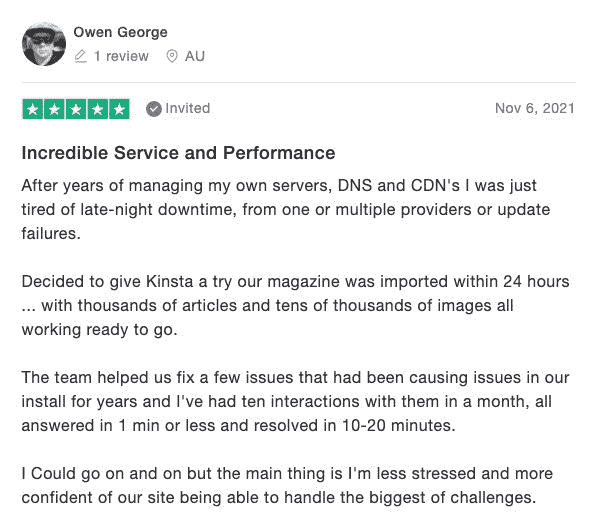 Owen George
1 review AU
Invited Nov 6, 2021
Incredible Service and Performance
After years of managing my own servers, DNS and CDN's I was just
tired of late-night downtime, from one or multiple providers or update
failures.
Decided to give Kinsta a try our magazine was imported within 24 hours
... with thousands of articles and tens of thousands of images all
working ready to go.
The team helped us fix a few issues that had been causing issues in our
install for years and I've had ten interactions with them in a month, all
answered in 1 min or less and resolved in 10-20 minutes.
I Could go on and on but the main thing is I'm less stressed and more
confident of our site being able to handle the biggest of challenges.